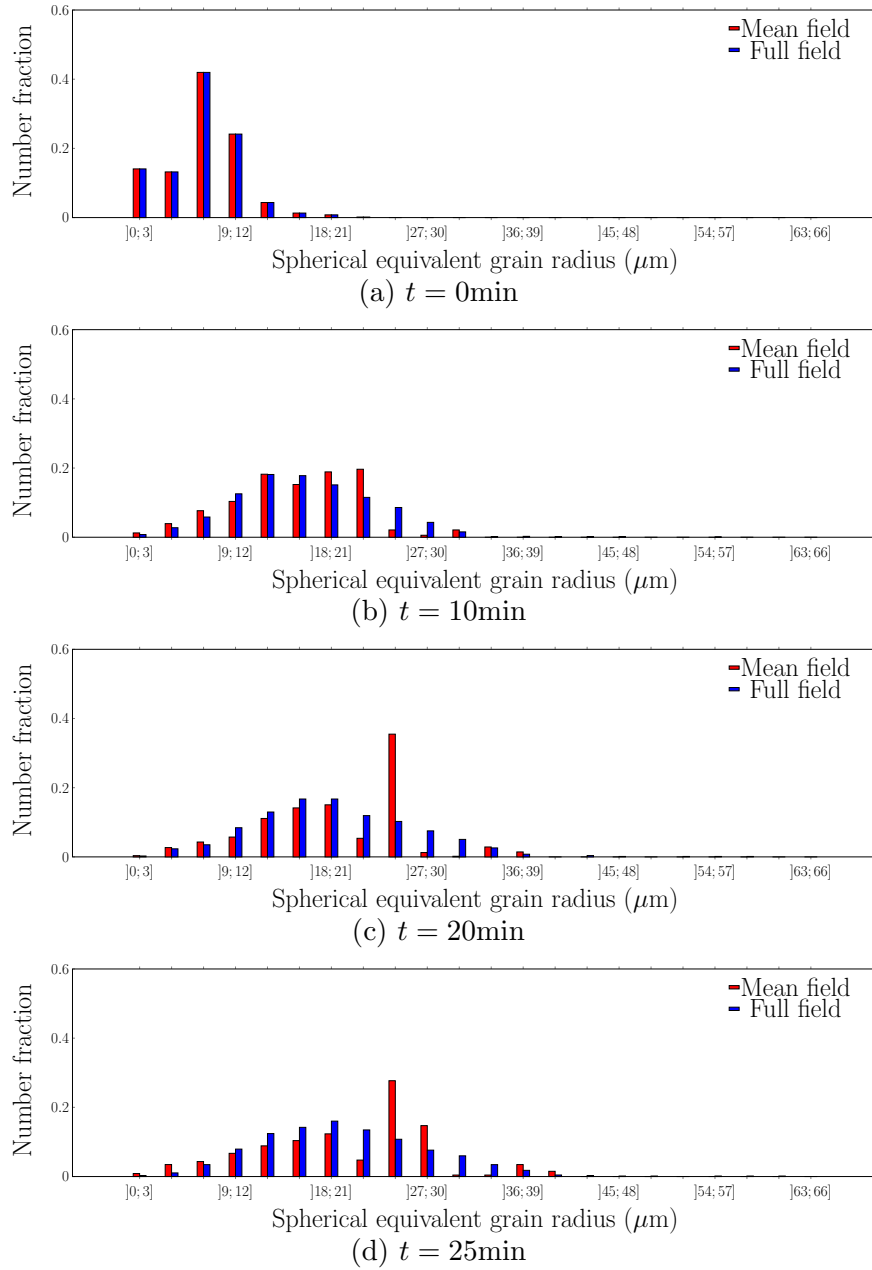 Number fraction
0.6
0.4
0.2
0
Mean field
Full field
]0; 3] ]9; 12] ]18; 21] ]27; 30] ]36; 39] ]45; 48] ]54; 57] ]63; 66]
Spherical equivalent grain radius (μm)
(a) t = 0min
Number fraction
0.6
0.4
0.2
0
Mean field
Full field
]0; 3] ]9; 12] ]18; 21] ]27; 30] ]36; 39] ]45; 48] ]54; 57] ]63; 66]
Spherical equivalent grain radius (μm)
(b) t = 10min
Number fraction
0.6
0.4
0.2
0
Mean field
Full field
]0; 3] ]9; 12] ]18; 21] ]27; 30] ]36; 39] ]45; 48] ]54; 57] ]63; 66]
Spherical equivalent grain radius (μm)
(c) t = 20min
Number fraction
0.6
0.4
0.2
0
Mean field
Full field
]0; 3] ]9; 12] ]18; 21] ]27; 30] ]36; 39] ]45; 48] ]54; 57] ]63; 66]
Spherical equivalent grain radius (μm)
(d) t = 25min